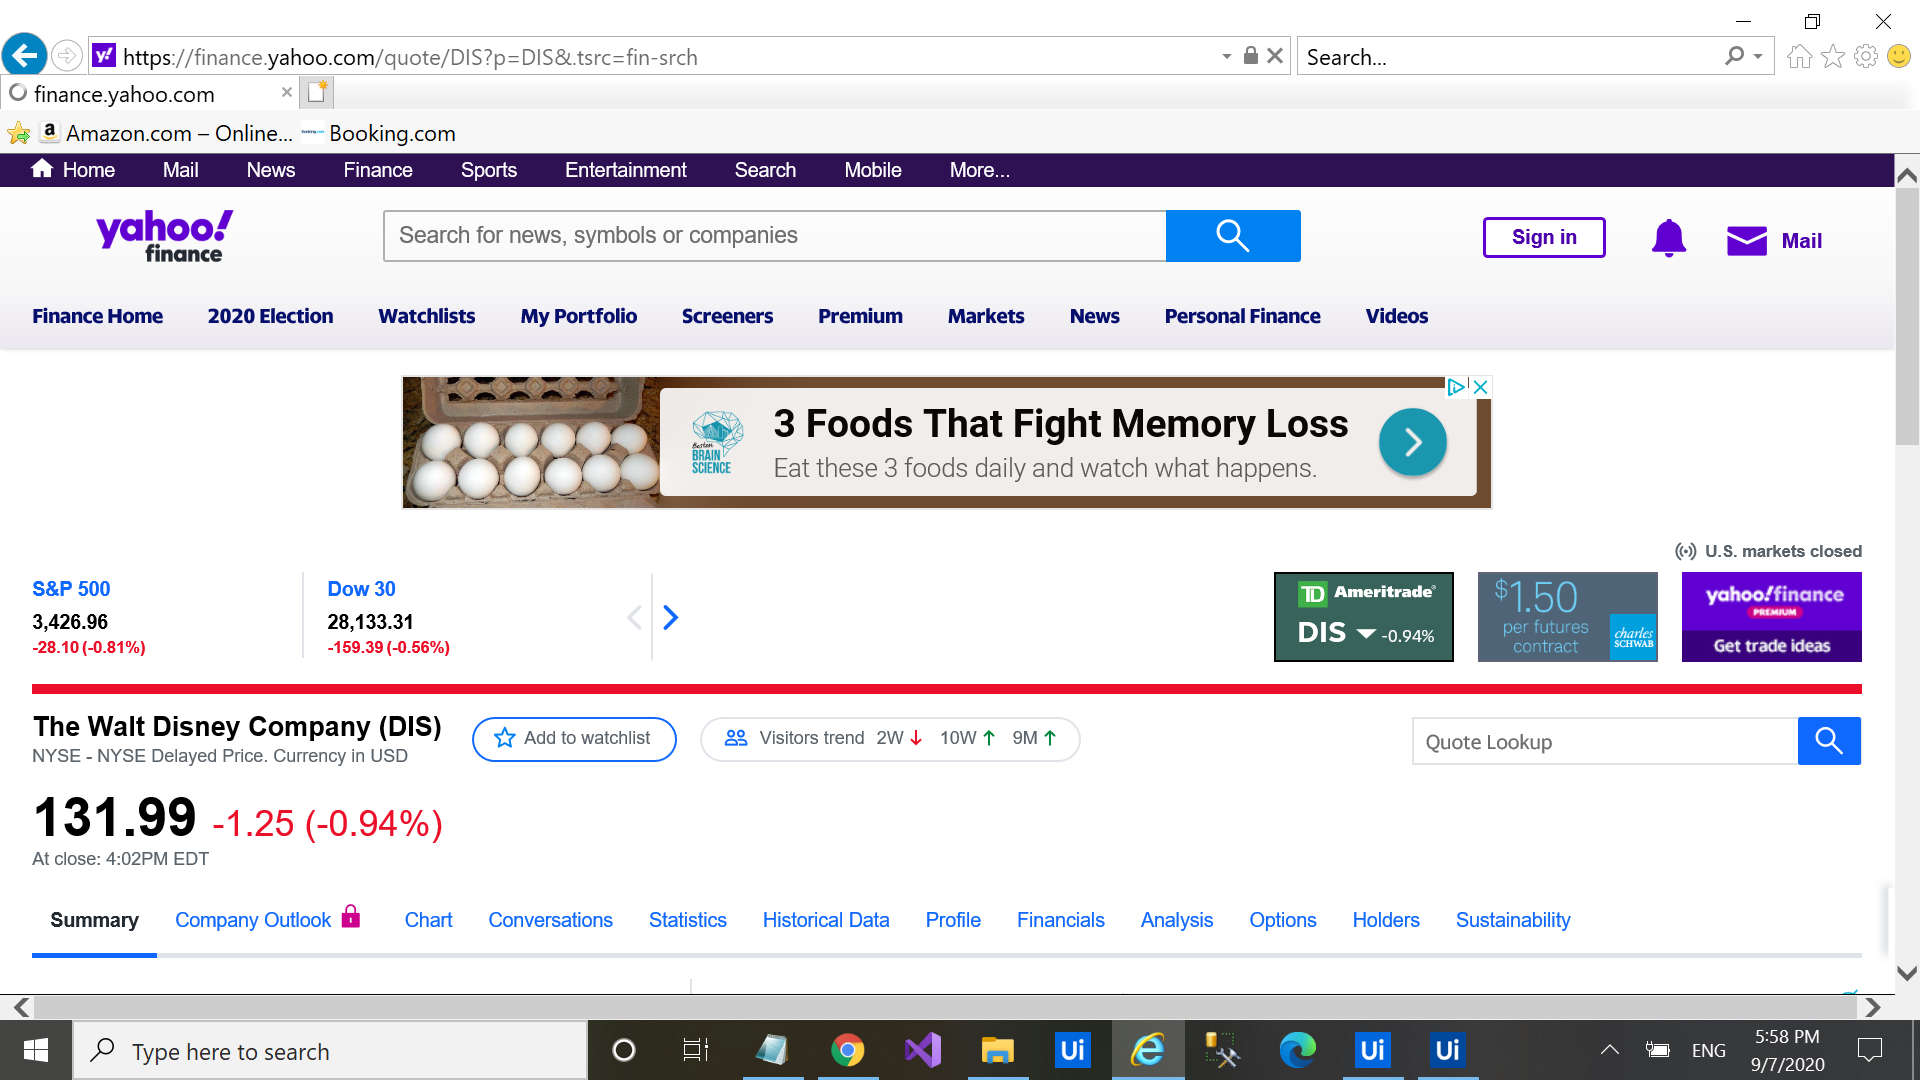 https://finance.yahoo.com/quote/DIS?p=DIS&.tsrc=fin-srch
Search...
finance.yahoo.com
Amazon.com – Online...
Booking.com
Home Mail News Finance Sports Entertainment Search Mobile More...
yahoo!
finance
Search for news, symbols or companies
Sign in
Mail
Finance Home 2020 Election Watchlists My Portfolio Screeners Premium Markets News Personal Finance Videos
Boston
BRAIN
SCIENCE
3 Foods That Fight Memory Loss
Eat these 3 foods daily and watch what happens.
U.S. markets closed
S&P 500
3,426.96
-28.10 (-0.81%)
Dow 30
28,133.31
-159.39 (-0.56%)
TD Ameritrade
DIS -0.94%
$1.50
per futures
contract
charles
SCHWAB
yahoo!finance
PREMIUM
Get trade ideas
The Walt Disney Company (DIS)
NYSE - NYSE Delayed Price. Currency in USD
Add to watchlist
Visitors trend 2W ↓ 10W ↑ 9M ↑
Quote Lookup
131.99 -1.25 (-0.94%)
At close: 4:02PM EDT
Summary Company Outlook Chart Conversations Statistics Historical Data Profile Financials Analysis Options Holders Sustainability
Type here to search
Ui
Ui
Ui
ENG
5:58 PM
9/7/2020